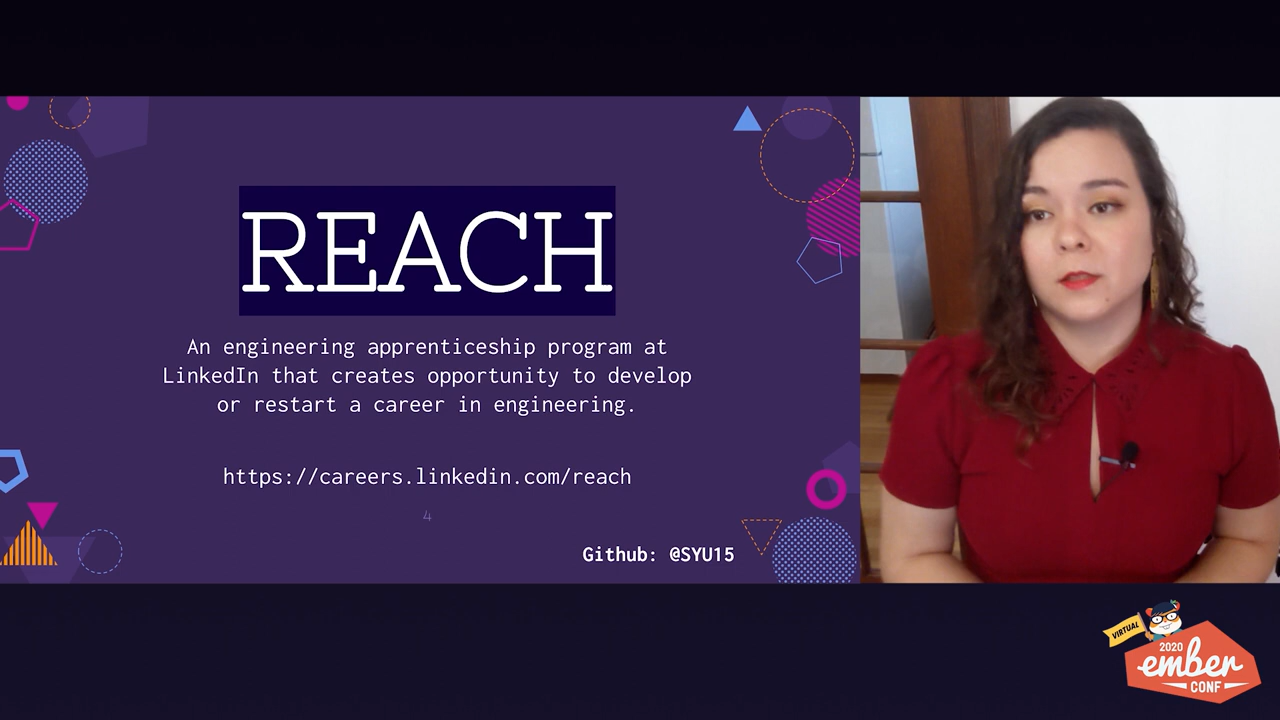 REACH
An engineering apprenticeship program at
LinkedIn that creates opportunity to develop
or restart a career in engineering.
https://careers.linkedin.com/reach
4
Github: @SYU15
VIRTUAL
2020
ember
CONF